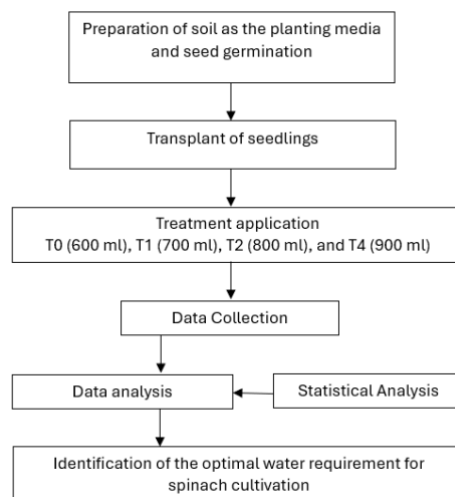 Preparation of soil as the planting media
and seed germination
Transplant of seedlings
Treatment application
T0 (600 ml), T1 (700 ml), T2 (800 ml), and T4 (900 ml)
Data Collection
Data analysis
Statistical Analysis
Identification of the optimal water requirement for
spinach cultivation